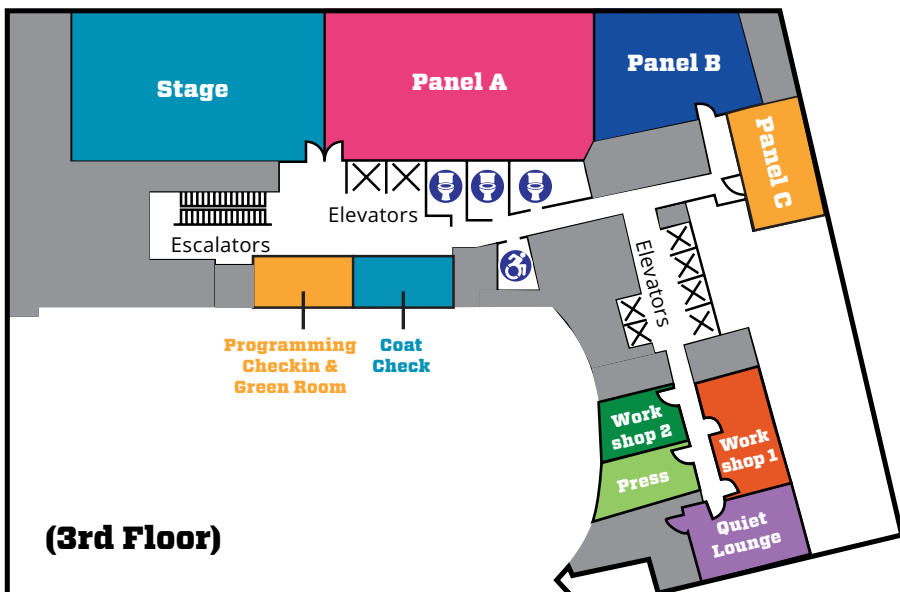 Stage
Panel A
Panel B
Panel C
Elevators
Escalators
Elevators
Programming
Checkin &
Green Room
Coat
Check
Work
shop 2
Work
shop 1
Press
Quiet
Lounge
(3rd Floor)